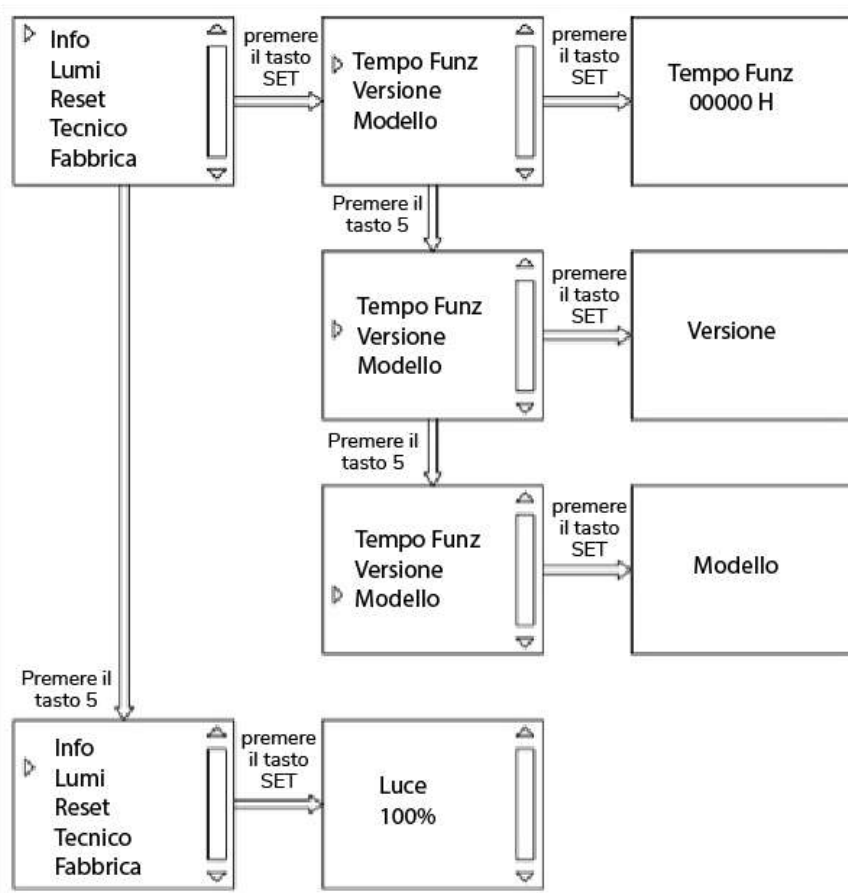 Info
Lumi
Reset
Tecnico
Fabbrica
premere
il tasto
SET
Tempo Funz
Versione
Modello
premere
il tasto
SET
Tempo Funz
00000 H
Premere il
tasto 5
Tempo Funz
Versione
Modello
premere
il tasto
SET
Versione
Premere il
tasto 5
Tempo Funz
Versione
Modello
premere
il tasto
SET
Modello
Premere il
tasto 5
Info
Lumi
Reset
Tecnico
Fabbrica
premere
il tasto
SET
Luce
100%